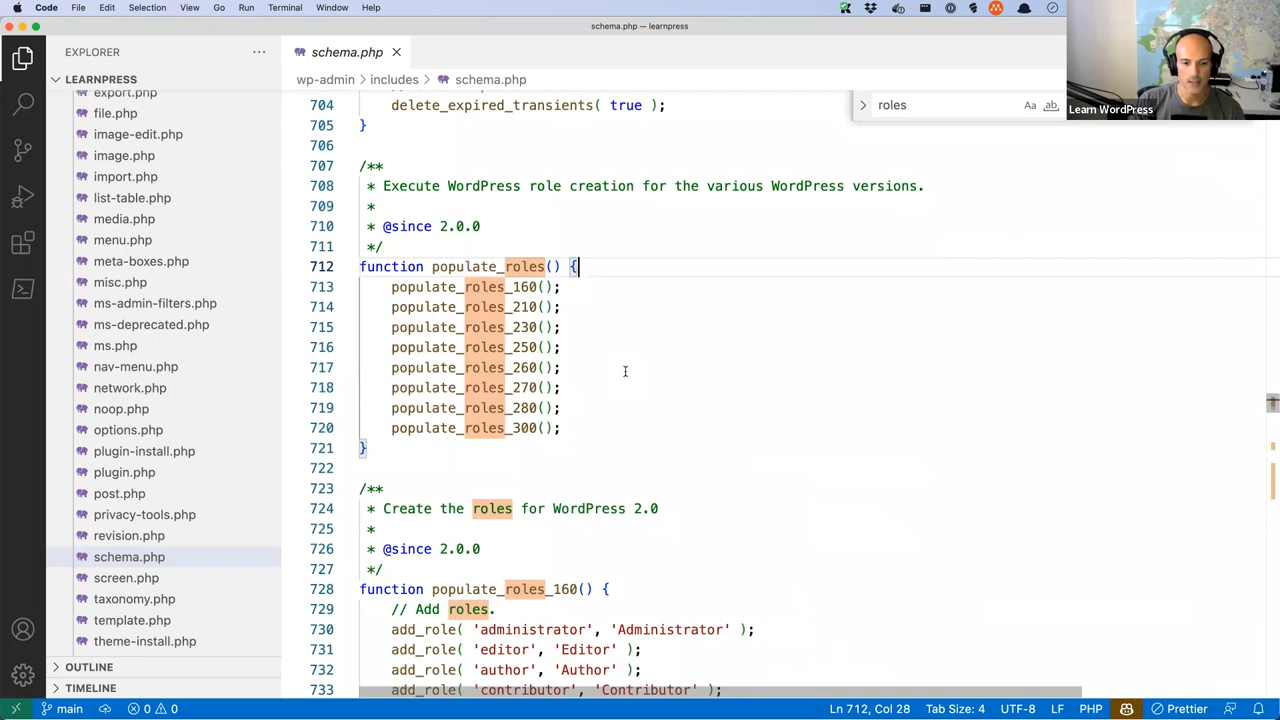 Code File Edit Selection View Go Run Terminal Window Help
schema.php — learnpress
EXPLORER
LEARNPRESS
export.php
file.php
image-edit.php
image.php
import.php
list-table.php
media.php
menu.php
meta-boxes.php
misc.php
ms-admin-filters.php
ms-deprecated.php
ms.php
nav-menu.php
network.php
noop.php
options.php
plugin-install.php
plugin.php
post.php
privacy-tools.php
revision.php
schema.php
screen.php
taxonomy.php
template.php
theme-install.php
OUTLINE
TIMELINE
schema.php
wp-admin > includes > schema.php
roles
Aa
ab
Learn WordPress
704 delete_expired_transients( true );
705 }
706
707 /**
708 * Execute WordPress role creation for the various WordPress versions.
709 *
710 * @since 2.0.0
711 */
712 function populate_roles() {
713 populate_roles_160();
714 populate_roles_210();
715 populate_roles_230();
716 populate_roles_250();
717 populate_roles_260();
718 populate_roles_270();
719 populate_roles_280();
720 populate_roles_300();
721 }
722
723 /**
724 * Create the roles for WordPress 2.0
725 *
726 * @since 2.0.0
727 */
728 function populate_roles_160() {
729 // Add roles.
730 add_role( 'administrator', 'Administrator' );
731 add_role( 'editor', 'Editor' );
732 add_role( 'author', 'Author' );
733 add_role( 'contributor', 'Contributor' );
main 0 0 Ln 712, Col 28 Tab Size: 4 UTF-8 LF PHP Prettier